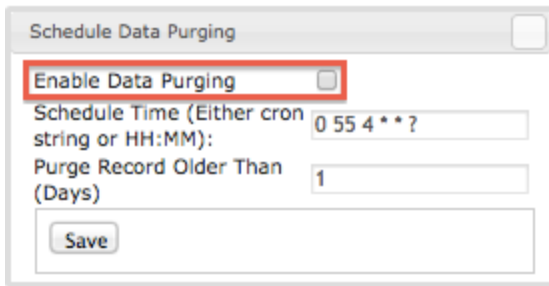 Schedule Data Purging
Enable Data Purging
Schedule Time (Either cron
string or HH:MM):
0 55 4 * * ?
Purge Record Older Than
(Days)
1
Save